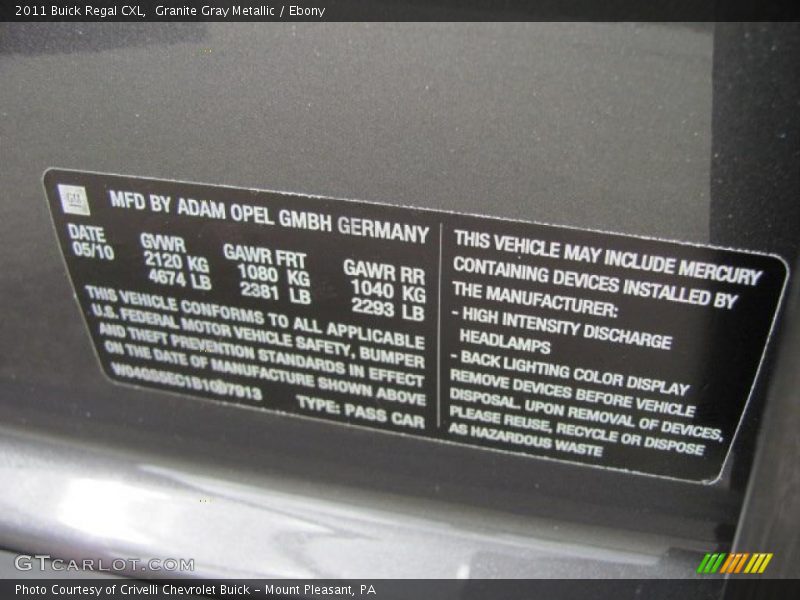 2011 Buick Regal CXL, Granite Gray Metallic / Ebony
GM
MFD BY ADAM OPEL GMBH GERMANY
DATE
05/10
GVWR
2120 KG
4674 LB
GAWR FRT
1080 KG
2381 LB
GAWR RR
1040 KG
2293 LB
THIS VEHICLE CONFORMS TO ALL APPLICABLE
U.S. FEDERAL MOTOR VEHICLE SAFETY, BUMPER
AND THEFT PREVENTION STANDARDS IN EFFECT
ON THE DATE OF MANUFACTURE SHOWN ABOVE
TYPE: PASS CAR
THIS VEHICLE MAY INCLUDE MERCURY
CONTAINING DEVICES INSTALLED BY
THE MANUFACTURER:
- HIGH INTENSITY DISCHARGE
HEADLAMPS
- BACK LIGHTING COLOR DISPLAY
REMOVE DEVICES BEFORE VEHICLE
DISPOSAL. UPON REMOVAL OF DEVICES,
PLEASE REUSE, RECYCLE OR DISPOSE
AS HAZARDOUS WASTE
GTCARLOT.COM
Photo Courtesy of Crivelli Chevrolet Buick - Mount Pleasant, PA